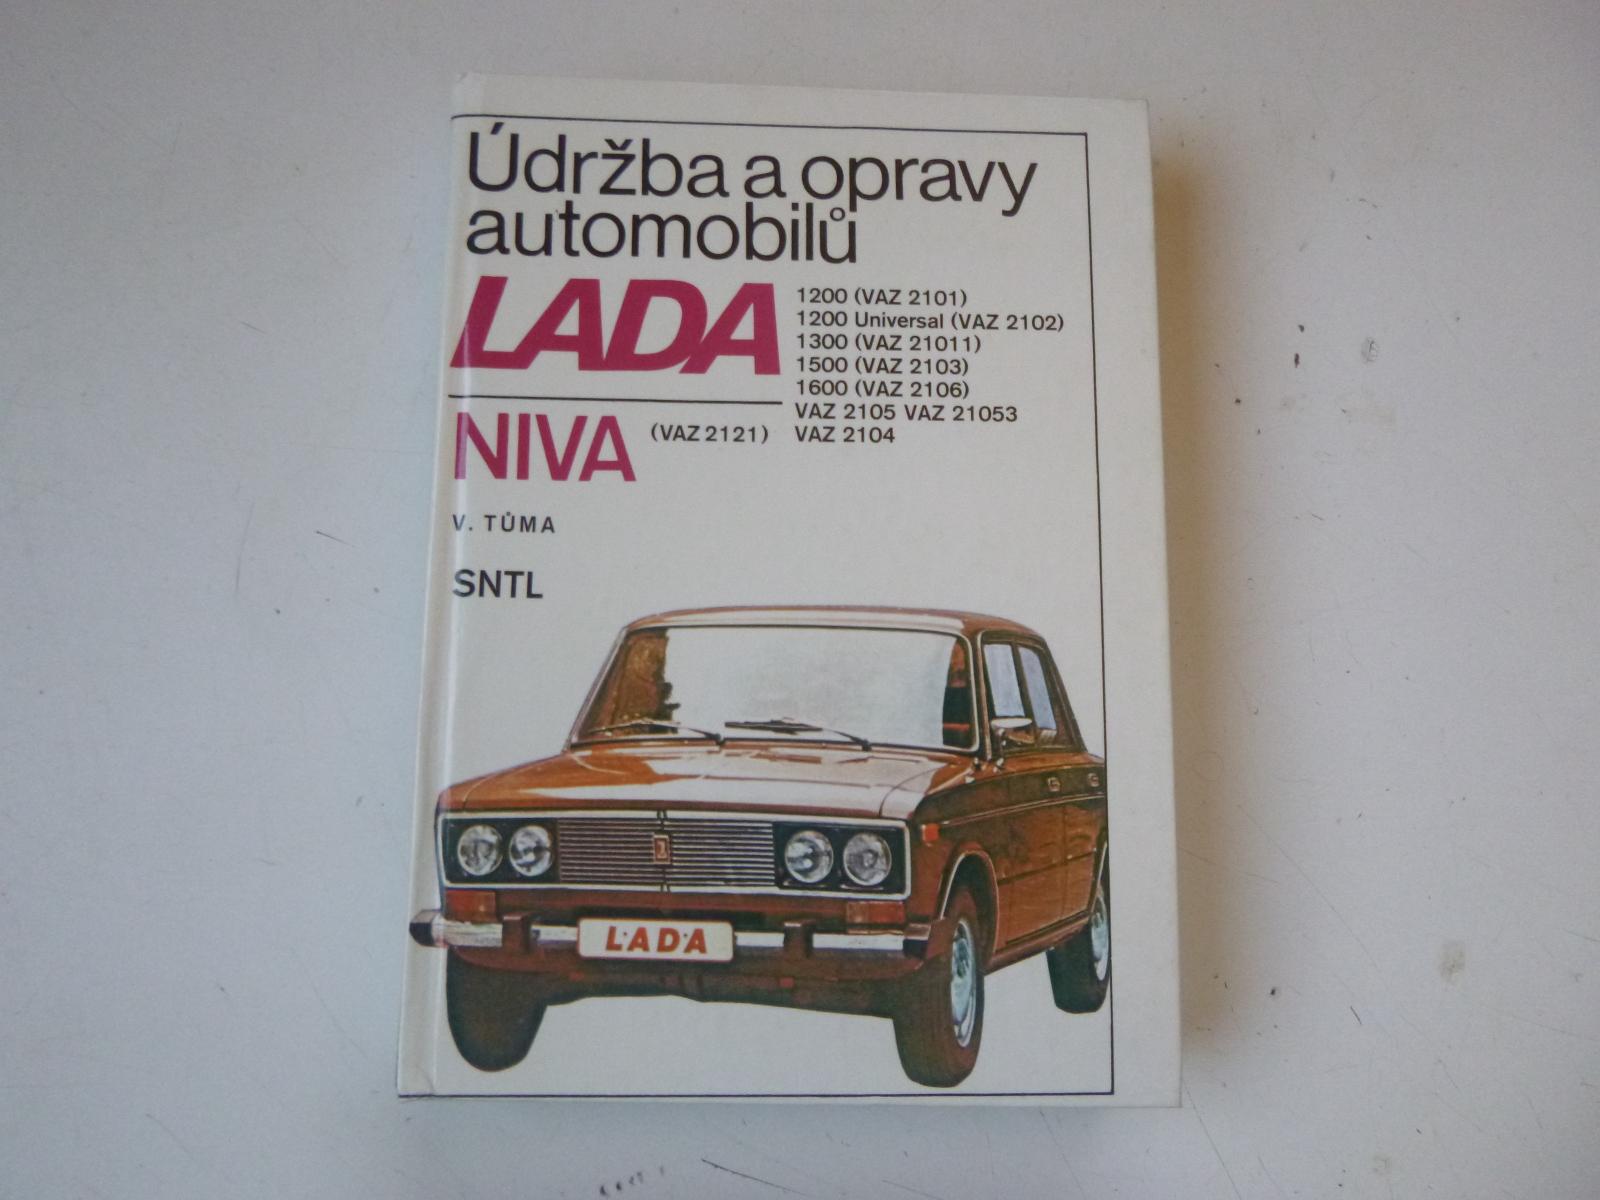 Údržba a opravy
automobilů
LADA
1200 (VAZ 2101)
1200 Universal (VAZ 2102)
1300 (VAZ 21011)
1500 (VAZ 2103)
1600 (VAZ 2106)
VAZ 2105 VAZ 21053
VAZ 2104
NIVA (VAZ 2121)
V. TŮMA
SNTL
L·A·D·A